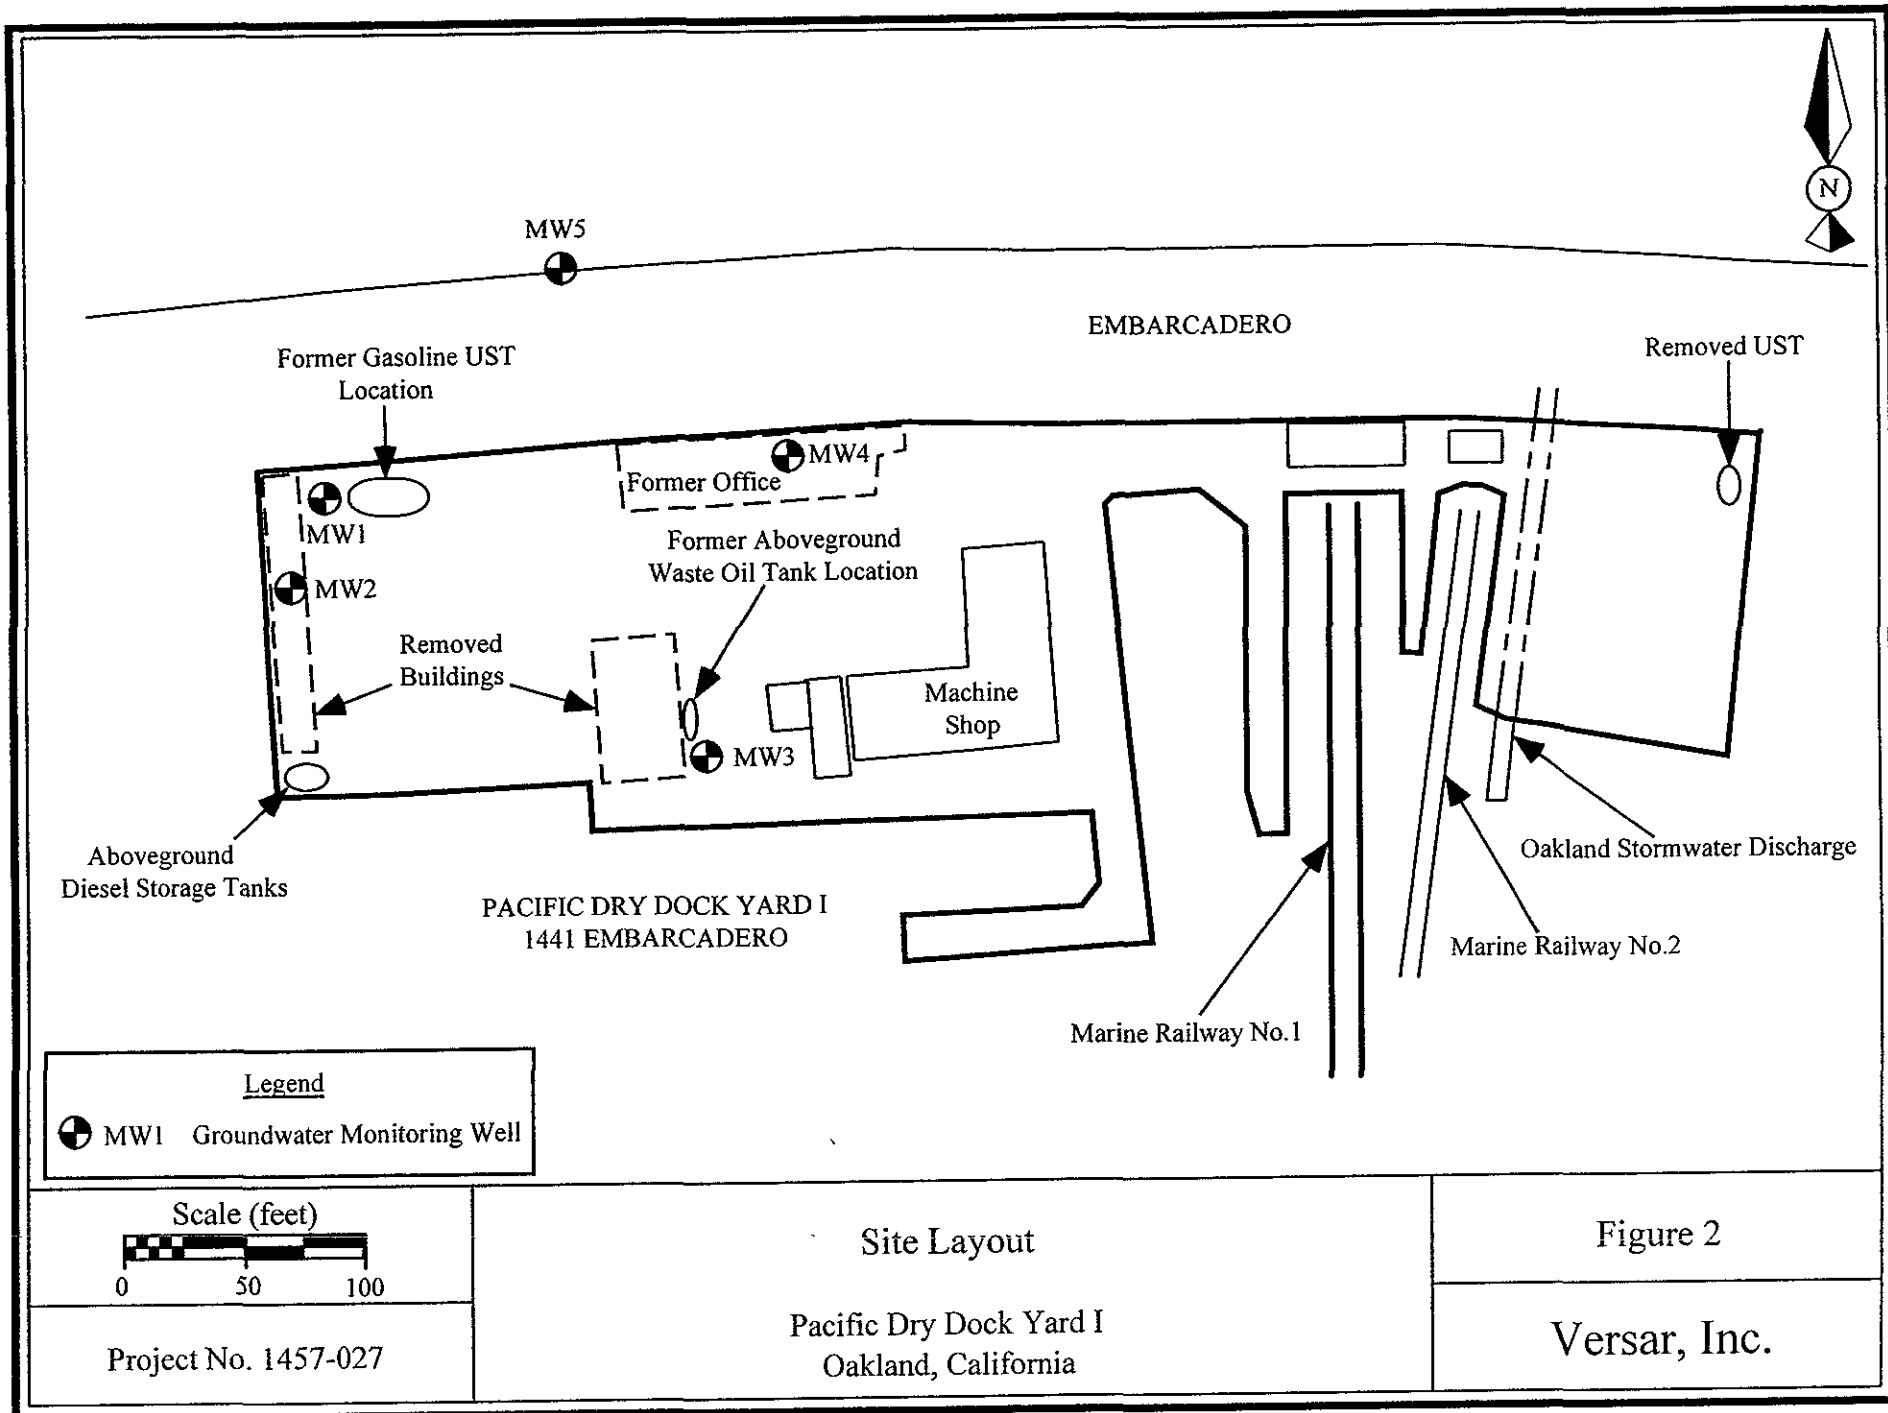 N
MW5
EMBARCADERO
Former Gasoline UST
Location
Removed UST
MW4
Former Office
MW1
Former Aboveground
Waste Oil Tank Location
MW2
Removed
Buildings
Machine
Shop
MW3
Aboveground
Diesel Storage Tanks
Oakland Stormwater Discharge
PACIFIC DRY DOCK YARD I
1441 EMBARCADERO
Marine Railway No.2
Marine Railway No.1
Legend
MW1 Groundwater Monitoring Well
Scale (feet)
0 50 100
Project No. 1457-027
Site Layout
Pacific Dry Dock Yard I
Oakland, California
Figure 2
Versar, Inc.